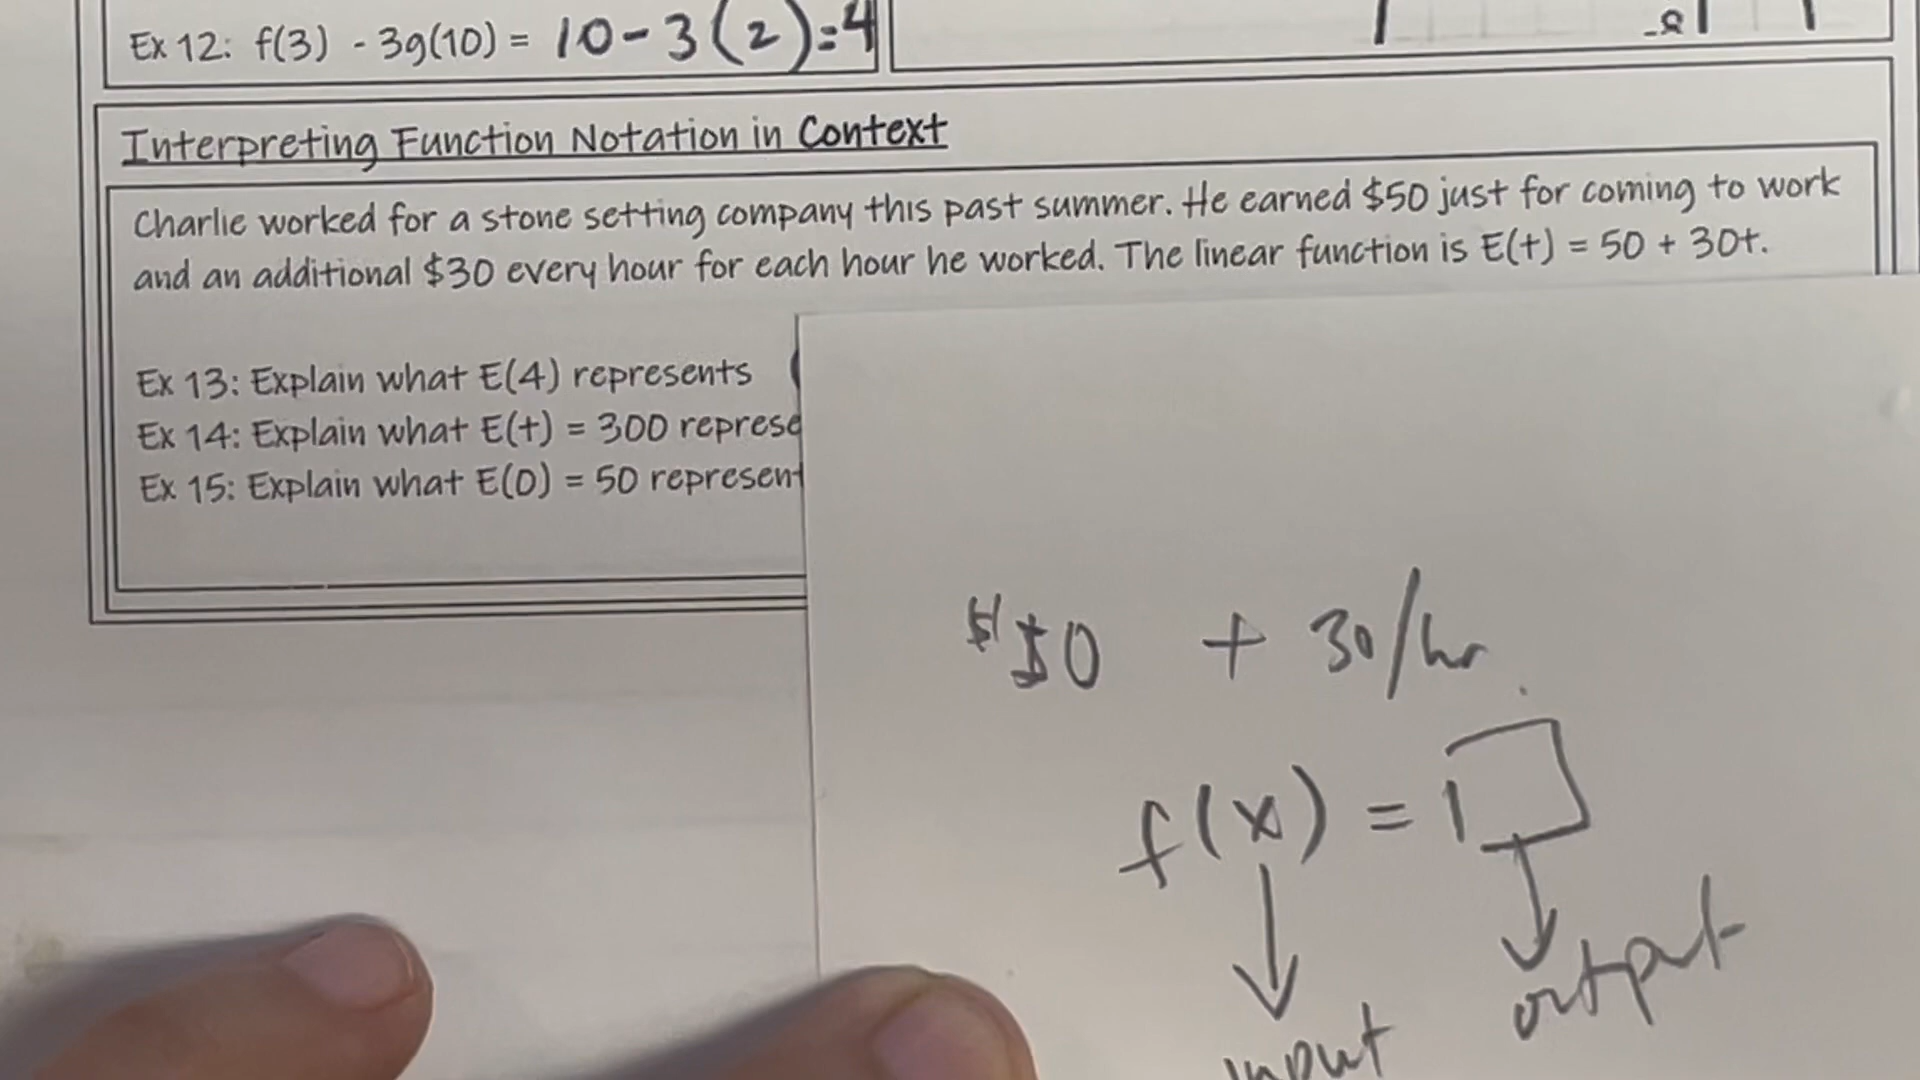 Ex 12: f(3) - 3g(10) = 10-3(2)=4
-8
Interpreting Function Notation in Context
Charlie worked for a stone setting company this past summer. He earned $50 just for coming to work
and an additional $30 every hour for each hour he worked. The linear function is E(t) = 50 + 30t.
Ex 13: Explain what E(4) represents
Ex 14: Explain what E(t) = 300 represe
Ex 15: Explain what E(0) = 50 represent
$50 + 30/hr
f(x) =
output
input